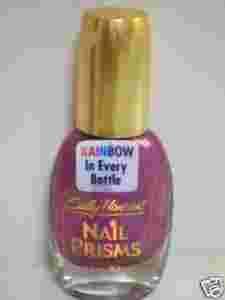 RAINBOW
In Every
Bottle
Sally Hansen
NAIL
PRISMS